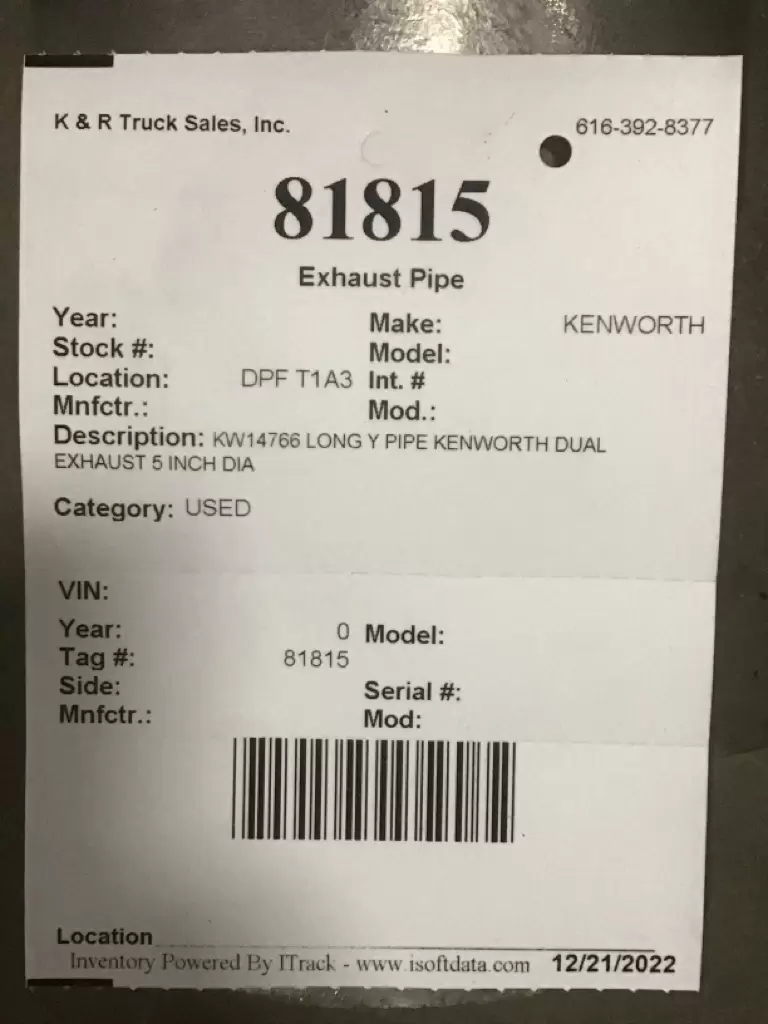 K & R Truck Sales, Inc. 616-392-8377
81815
Exhaust Pipe
Year: Make: KENWORTH
Stock #: Model:
Location: DPF T1A3 Int. #
Mnfctr.: Mod.:
Description: KW14766 LONG Y PIPE KENWORTH DUAL
EXHAUST 5 INCH DIA
Category: USED
VIN:
Year: 0 Model:
Tag #: 81815
Side: Serial #:
Mnfctr.: Mod:
Location
Inventory Powered By ITrack - www.isoftdata.com 12/21/2022